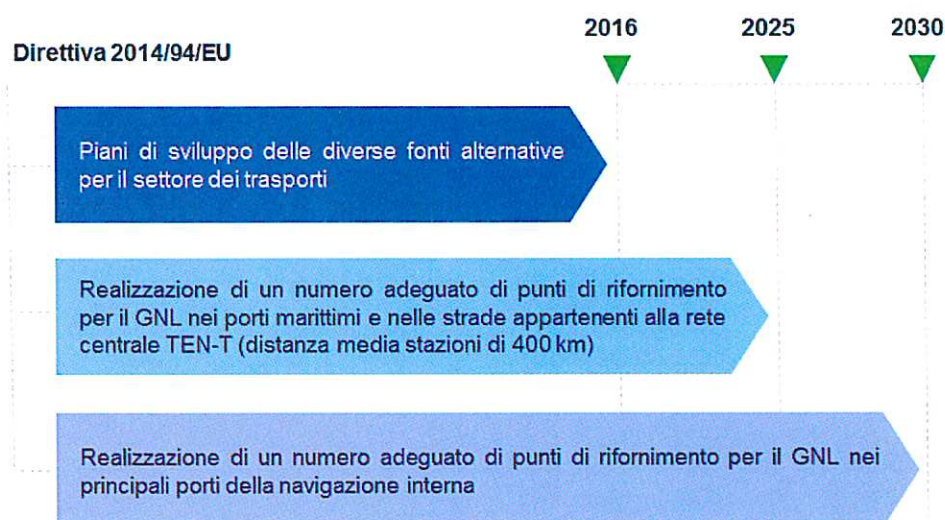 2016 2025 2030
Direttiva 2014/94/EU
Piani di sviluppo delle diverse fonti alternative
per il settore dei trasporti
Realizzazione di un numero adeguato di punti di rifornimento
per il GNL nei porti marittimi e nelle strade appartenenti alla rete
centrale TEN-T (distanza media stazioni di 400 km)
Realizzazione di un numero adeguato di punti di rifornimento per il GNL nei
principali porti della navigazione interna